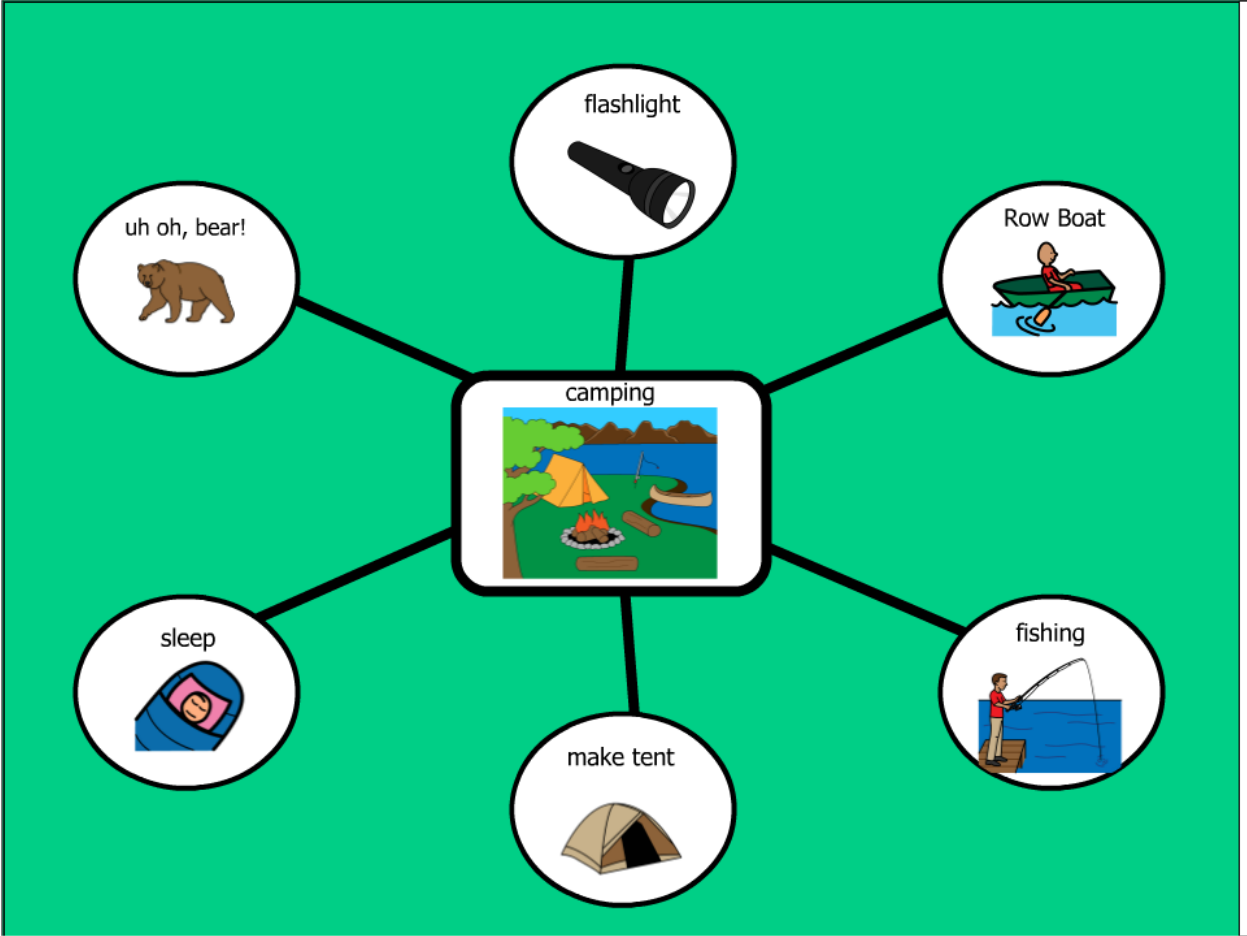 flashlight
uh oh, bear!
Row Boat
camping
sleep
fishing
make tent